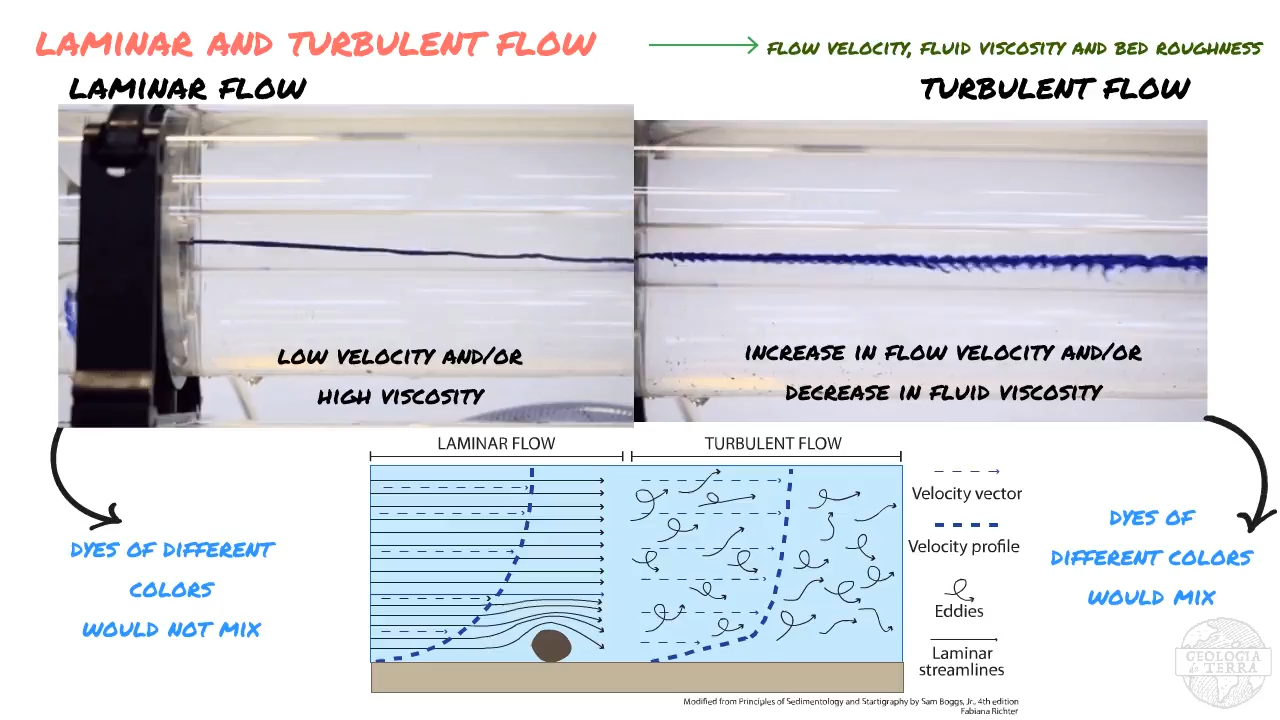 LAMINAR AND TURBULENT FLOW
FLOW VELOCITY, FLUID VISCOSITY AND BED ROUGHNESS
LAMINAR FLOW
TURBULENT FLOW
LOW VELOCITY AND/OR
HIGH VISCOSITY
INCREASE IN FLOW VELOCITY AND/OR
DECREASE IN FLUID VISCOSITY
LAMINAR FLOW
TURBULENT FLOW
Velocity vector
Velocity profile
Eddies
Laminar
streamlines
DYES OF DIFFERENT
COLORS
WOULD NOT MIX
DYES OF
DIFFERENT COLORS
WOULD MIX
GEOLOGIA
da TERRA
Modified from Principles of Sedimentology and Startigraphy by Sam Boggs, Jr., 4th edition
Fabiana Richter